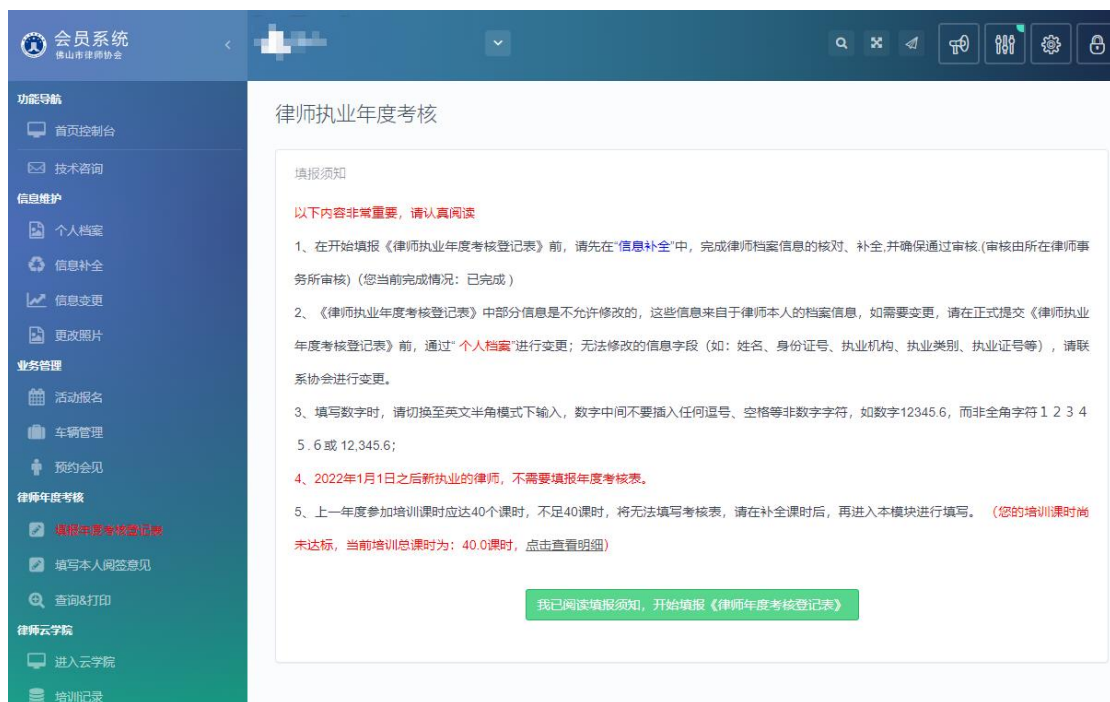 会员系统
佛山市律师协会
功能导航
首页控制台
技术咨询
信息维护
个人档案
信息补全
信息变更
更改照片
业务管理
活动报名
车辆管理
预约会见
律师年度考核
填报年度考核登记表
填写本人阅签意见
查询&打印
律师云学院
进入云学院
培训记录
律师执业年度考核
填报须知
以下内容非常重要，请认真阅读
1、在开始填报《律师执业年度考核登记表》前，请先在"信息补全"中，完成律师档案信息的核对、补全,并确保通过审核.(审核由所在律师事
务所审核)（您当前完成情况：已完成 )
2、《律师执业年度考核登记表》中部分信息是不允许修改的，这些信息来自于律师本人的档案信息，如需要变更，请在正式提交《律师执业
年度考核登记表》前，通过" 个人档案"进行变更；无法修改的信息字段（如：姓名、身份证号、执业机构、执业类别、执业证号等），请联
系协会进行变更。
3、填写数字时，请切换至英文半角模式下输入，数字中间不要插入任何逗号、空格等非数字字符，如数字12345.6，而非全角字符１２３４
５.６或 12,345.6；
4、2022年1月1日之后新执业的律师，不需要填报年度考核表。
5、上一年度参加培训课时应达40个课时，不足40课时，将无法填写考核表，请在补全课时后，再进入本模块进行填写。（您的培训课时尚
未达标，当前培训总课时为：40.0课时，点击查看明细）
我已阅读填报须知，开始填报《律师年度考核登记表》